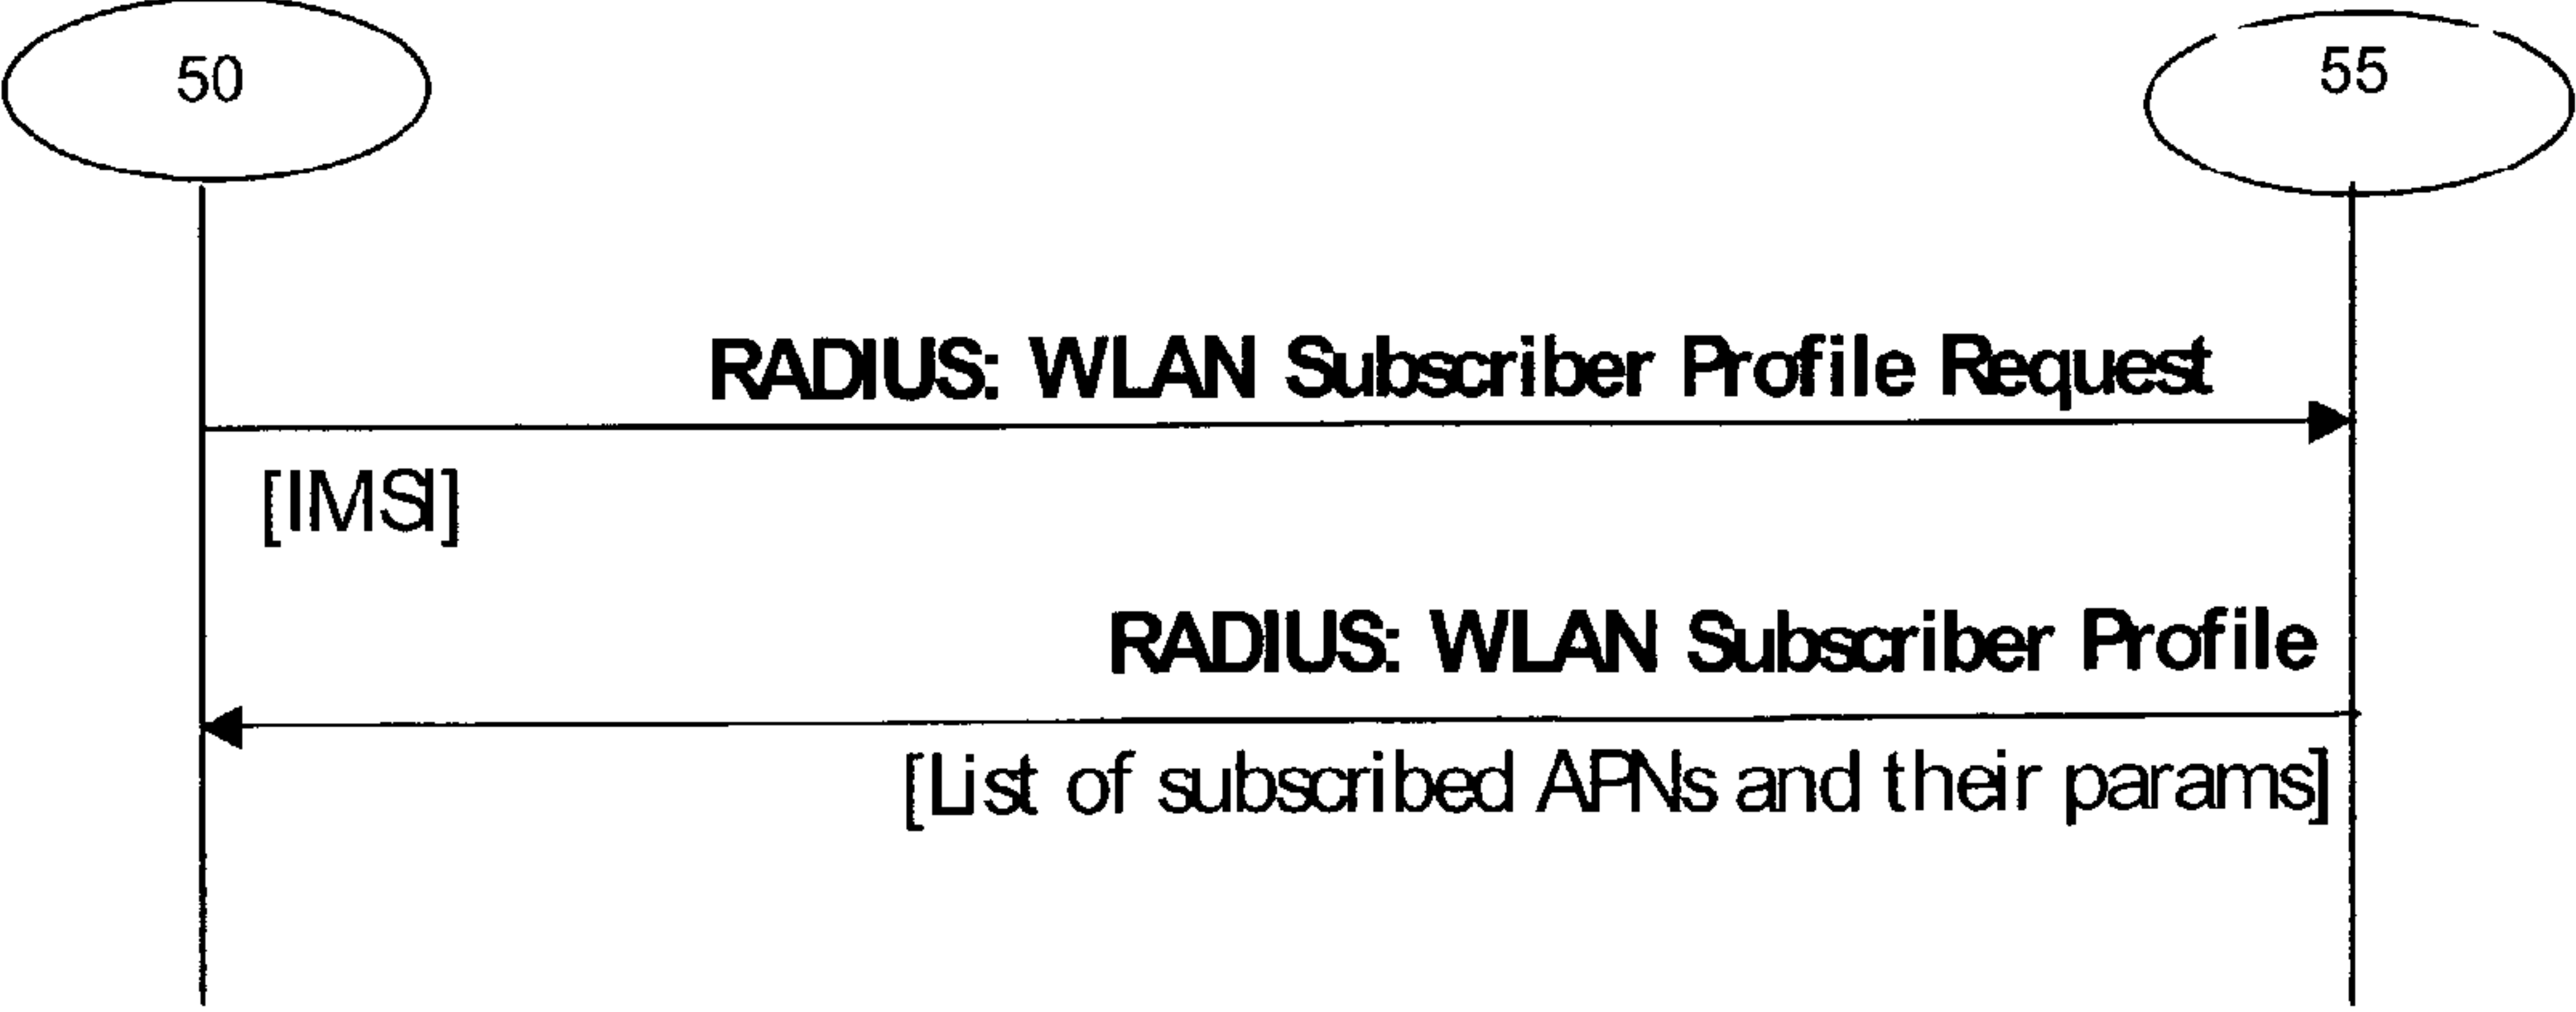 50
55
RADIUS: WLAN Subscriber Profile Request
[IMSI]
RADIUS: WLAN Subscriber Profile
[List of subscribed APNs and their params]